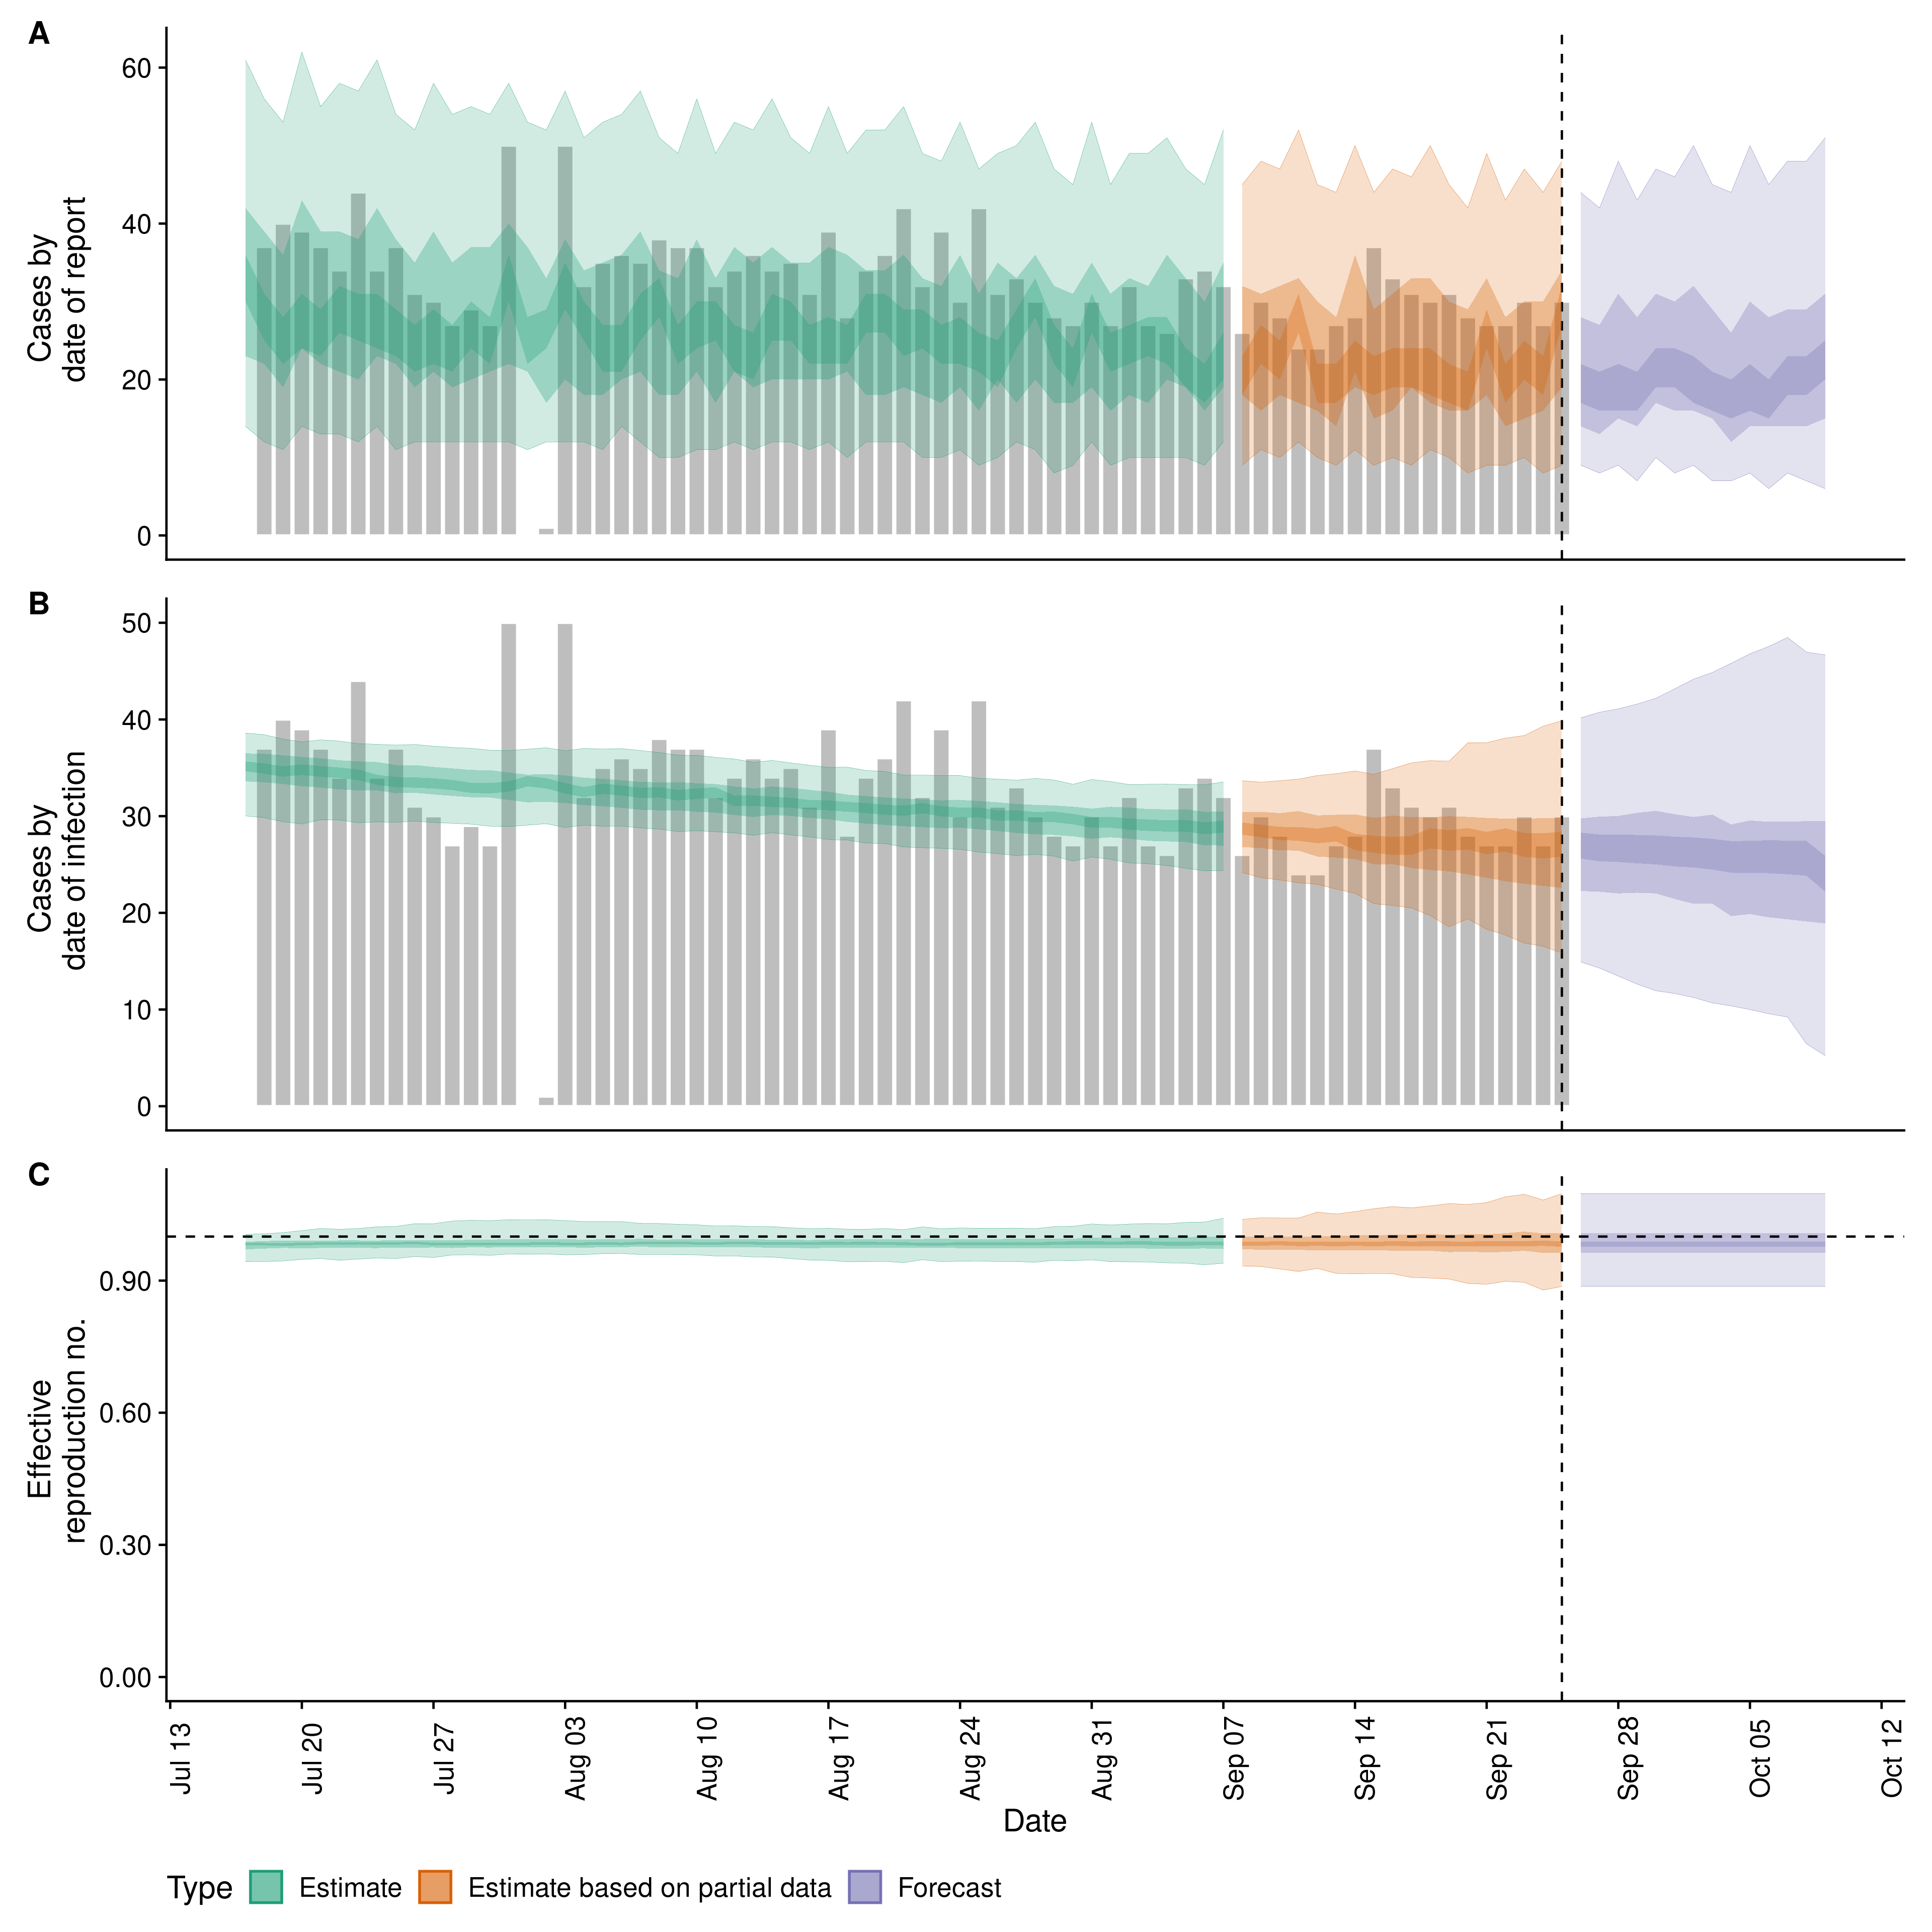 A
60
40
20
0
Cases by
date of report
B
50
40
30
20
10
0
Cases by
date of infection
C
0.90
0.60
0.30
0.00
Effective
reproduction no.
Jul 13
Jul 20
Jul 27
Aug 03
Aug 10
Aug 17
Aug 24
Aug 31
Sep 07
Sep 14
Sep 21
Sep 28
Oct 05
Oct 12
Date
Type Estimate Estimate based on partial data Forecast